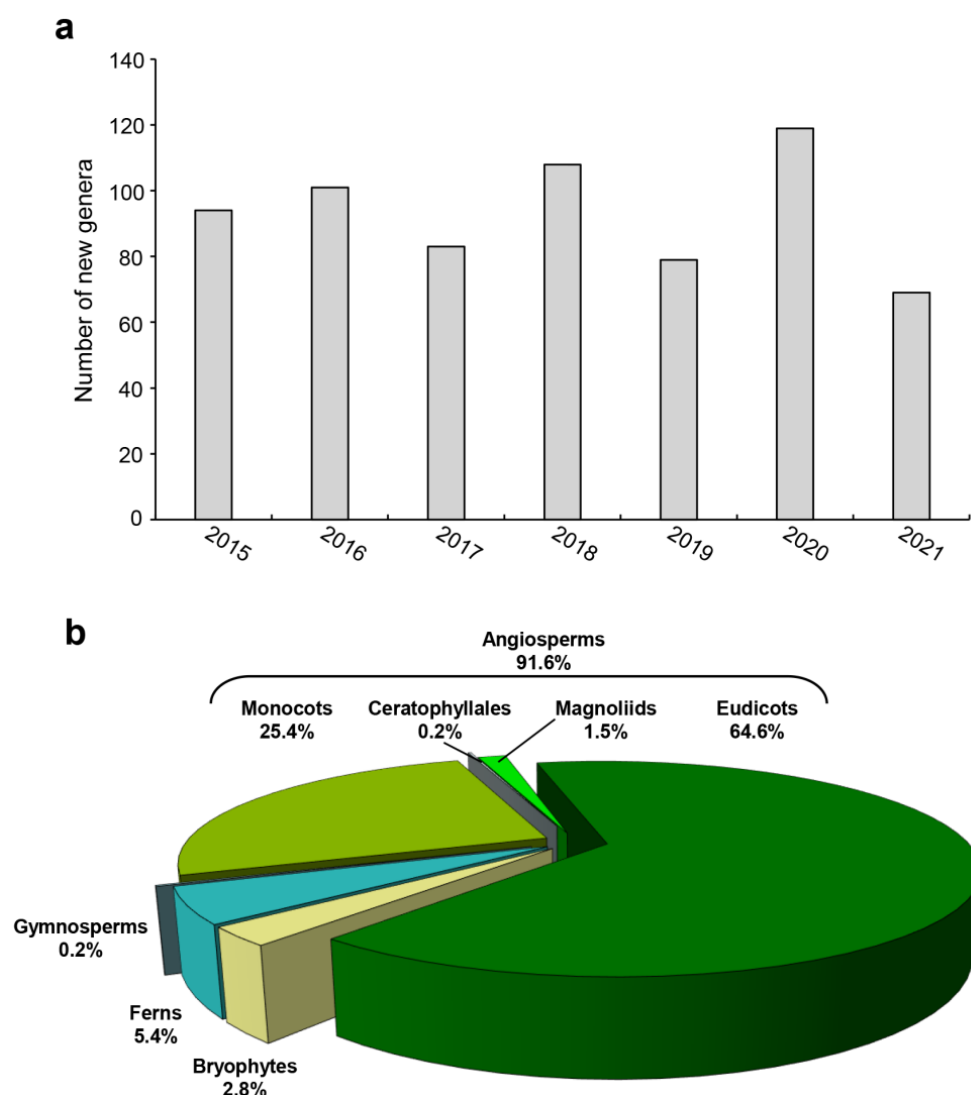 a
140
120
100
80
60
40
20
0
Number of new genera
2015
2016
2017
2018
2019
2020
2021
b
Angiosperms
91.6%
Monocots
25.4%
Ceratophyllales
0.2%
Magnoliids
1.5%
Eudicots
64.6%
Gymnosperms
0.2%
Ferns
5.4%
Bryophytes
2.8%